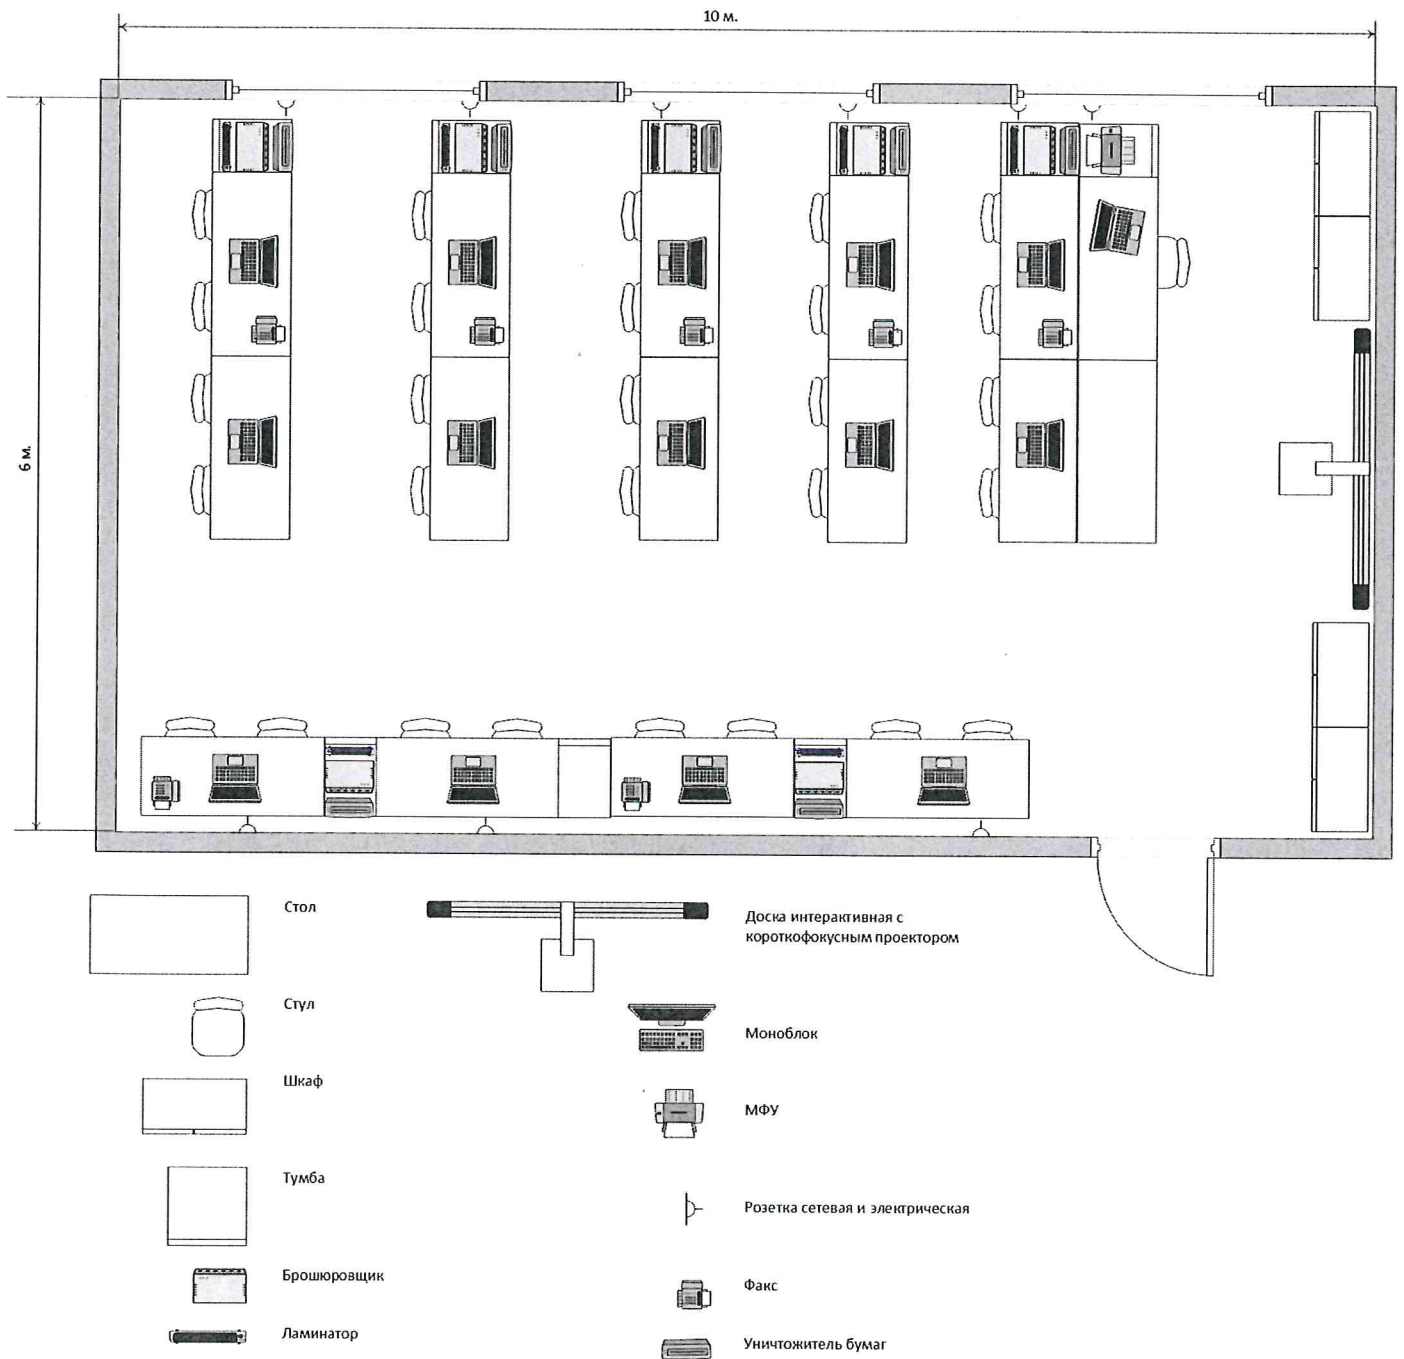 10 м.
6 м.
Стол
Доска интерактивная с
короткофокусным проектором
Стул
Моноблок
Шкаф
МФУ
Тумба
Розетка сетевая и электрическая
Брошюровщик
Факс
Ламинатор
Уничтожитель бумаг